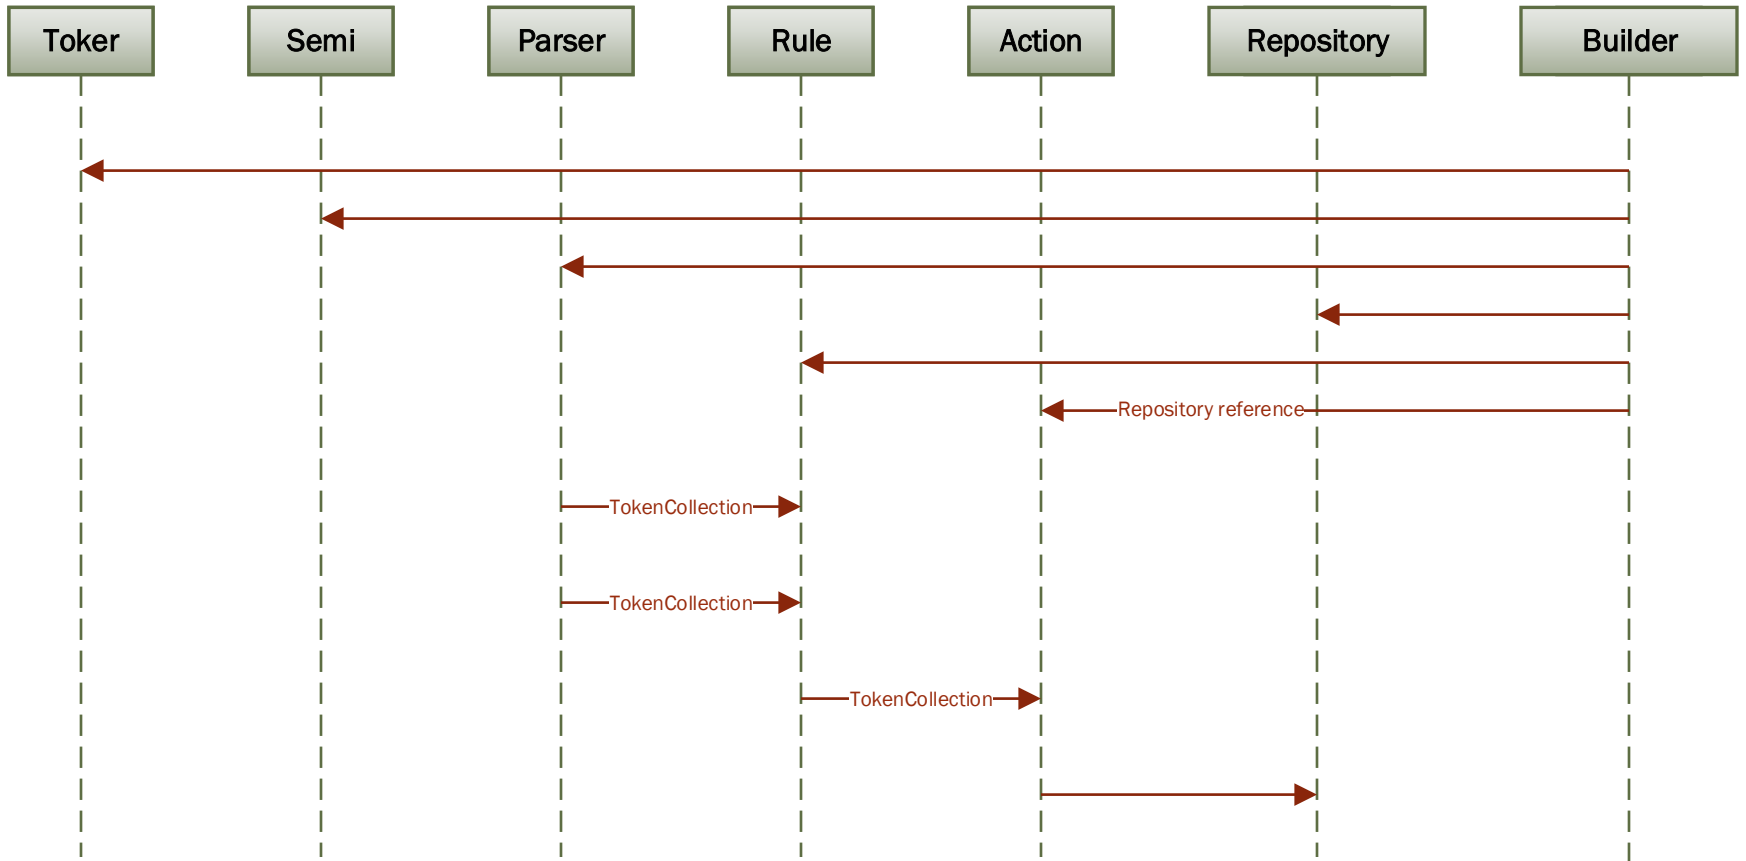 Toker
Semi
Parser
Rule
Action
Repository
Builder
Repository reference
TokenCollection
TokenCollection
TokenCollection